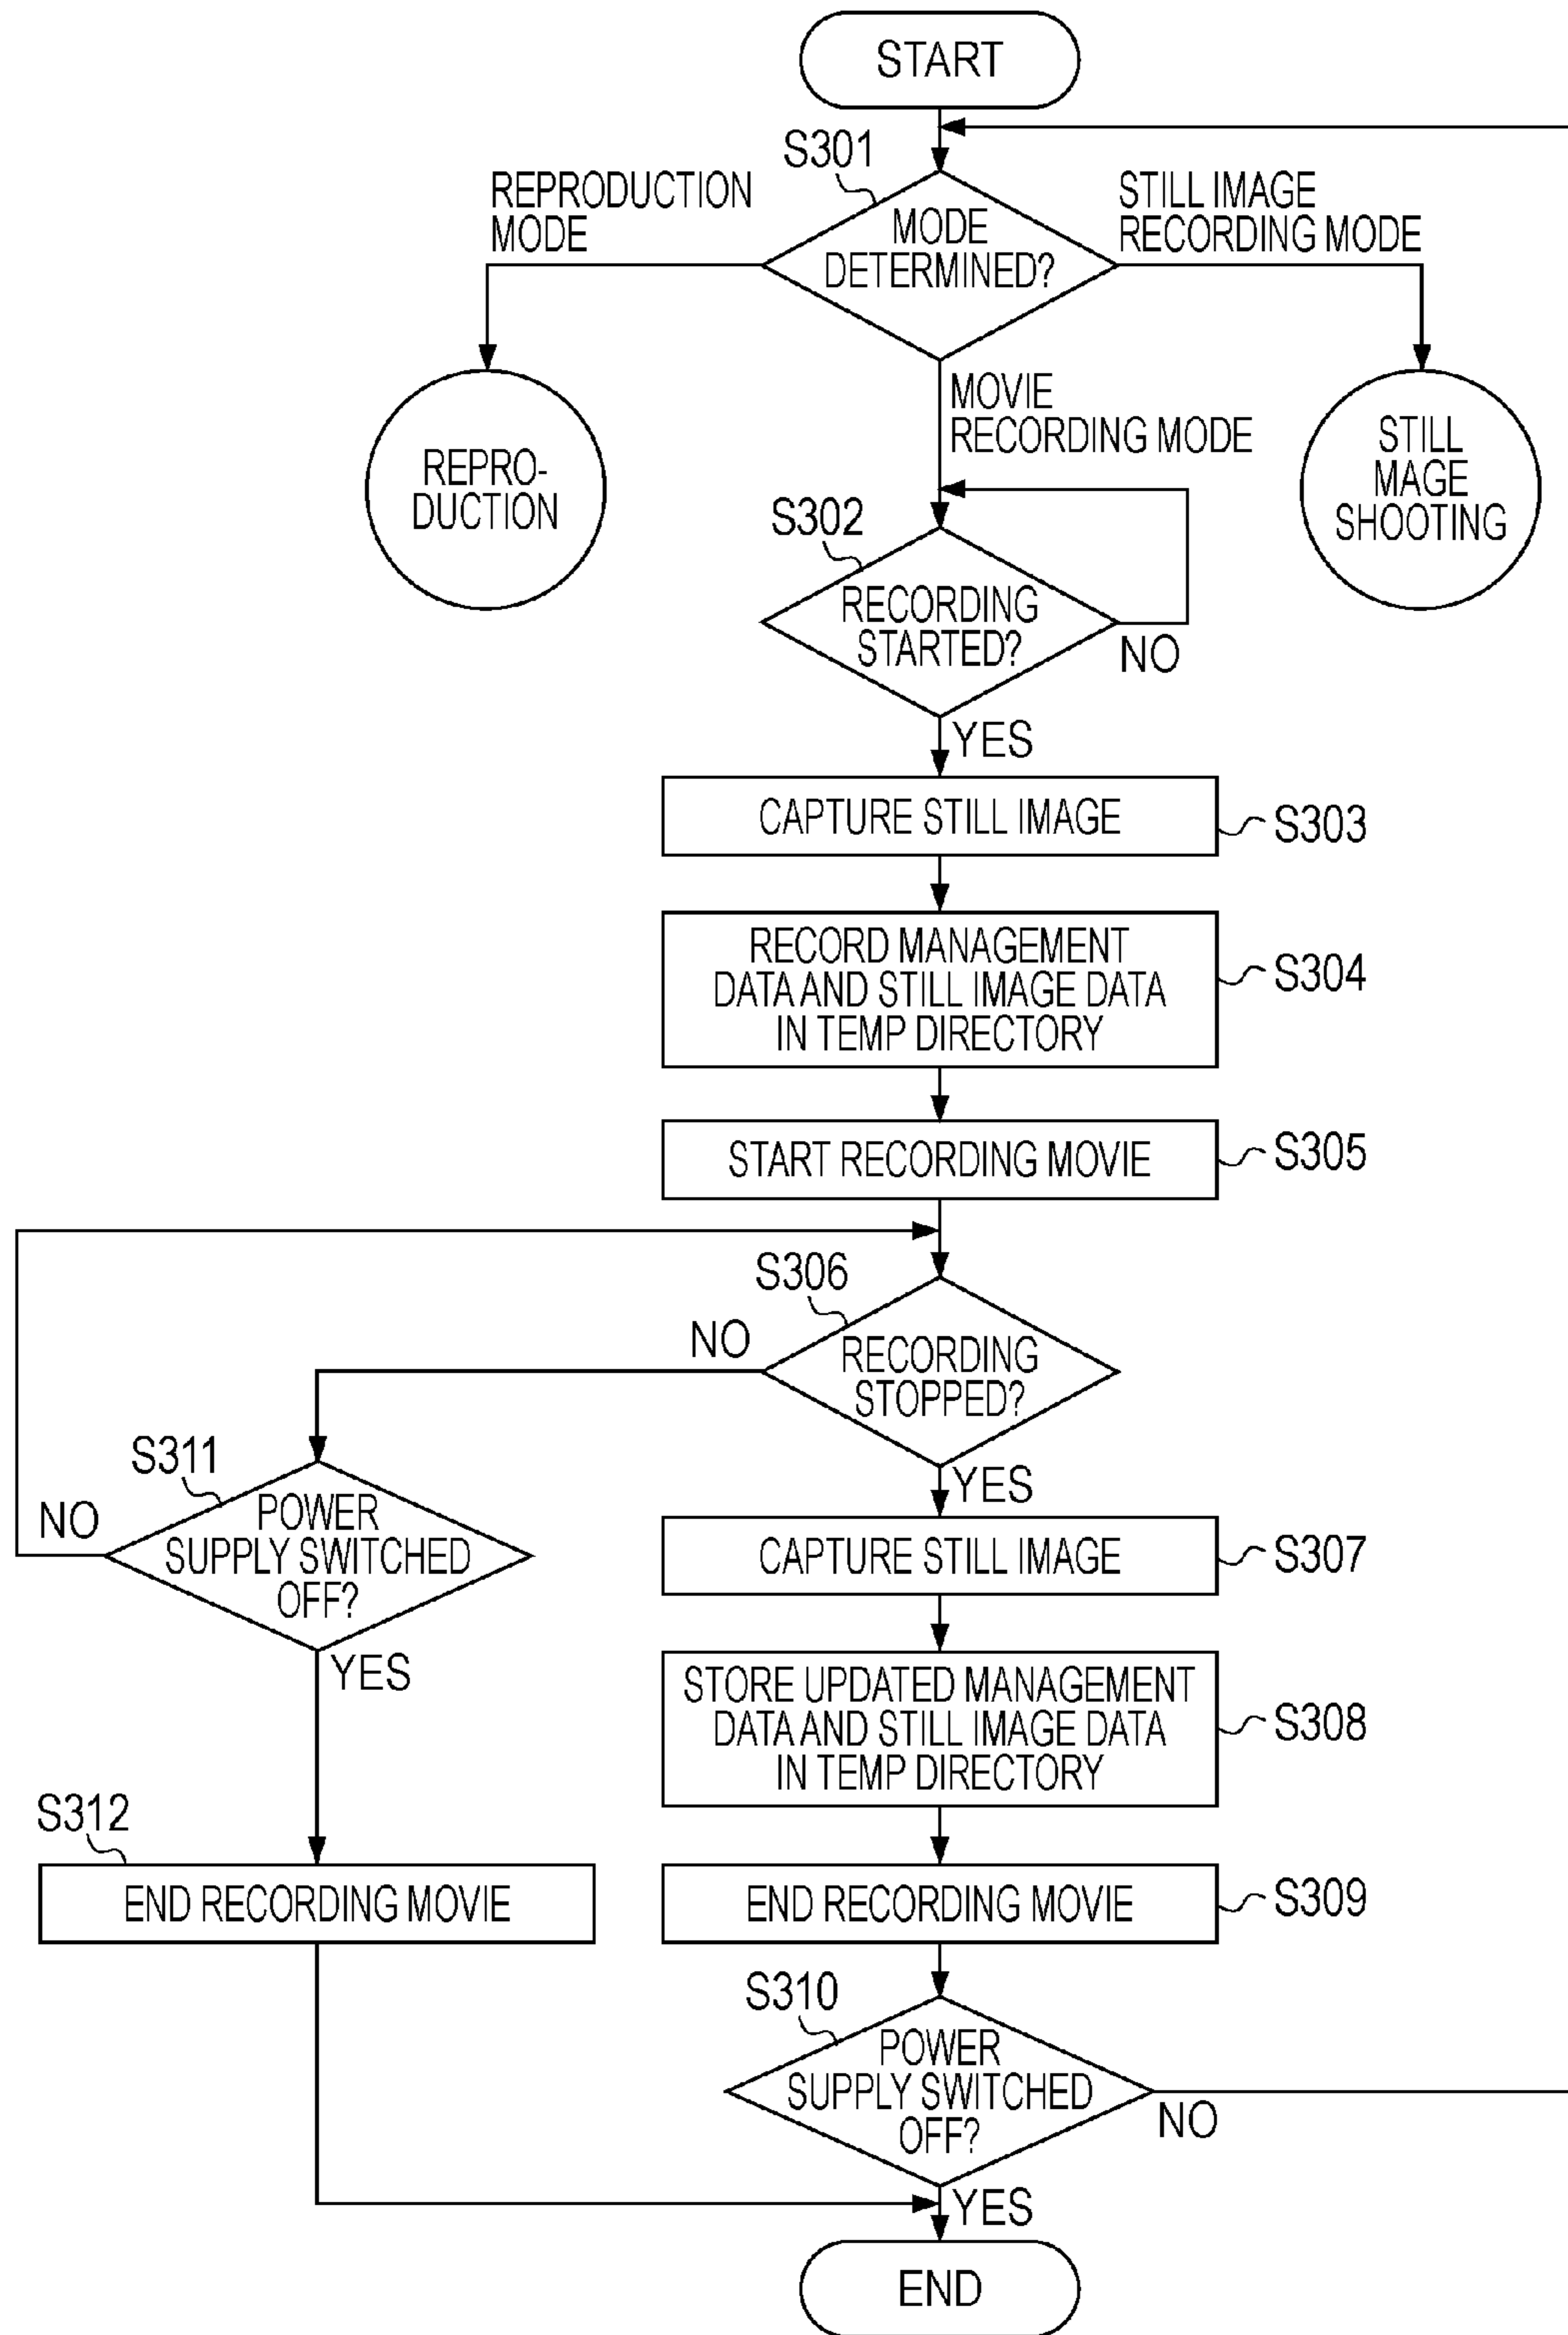 START
S301
REPRODUCTION
MODE
STILL IMAGE
RECORDING MODE
MODE
DETERMINED?
MOVIE
RECORDING MODE
REPRO-
DUCTION
STILL
MAGE
SHOOTING
S302
RECORDING
STARTED?
NO
YES
CAPTURE STILL IMAGE
S303
RECORD MANAGEMENT
DATA AND STILL IMAGE DATA
IN TEMP DIRECTORY
S304
START RECORDING MOVIE
S305
S306
NO
RECORDING
STOPPED?
YES
S311
NO
POWER
SUPPLY SWITCHED
OFF?
YES
CAPTURE STILL IMAGE
S307
STORE UPDATED MANAGEMENT
DATA AND STILL IMAGE DATA
IN TEMP DIRECTORY
S308
S312
END RECORDING MOVIE
END RECORDING MOVIE
S309
S310
POWER
SUPPLY SWITCHED
OFF?
NO
YES
END